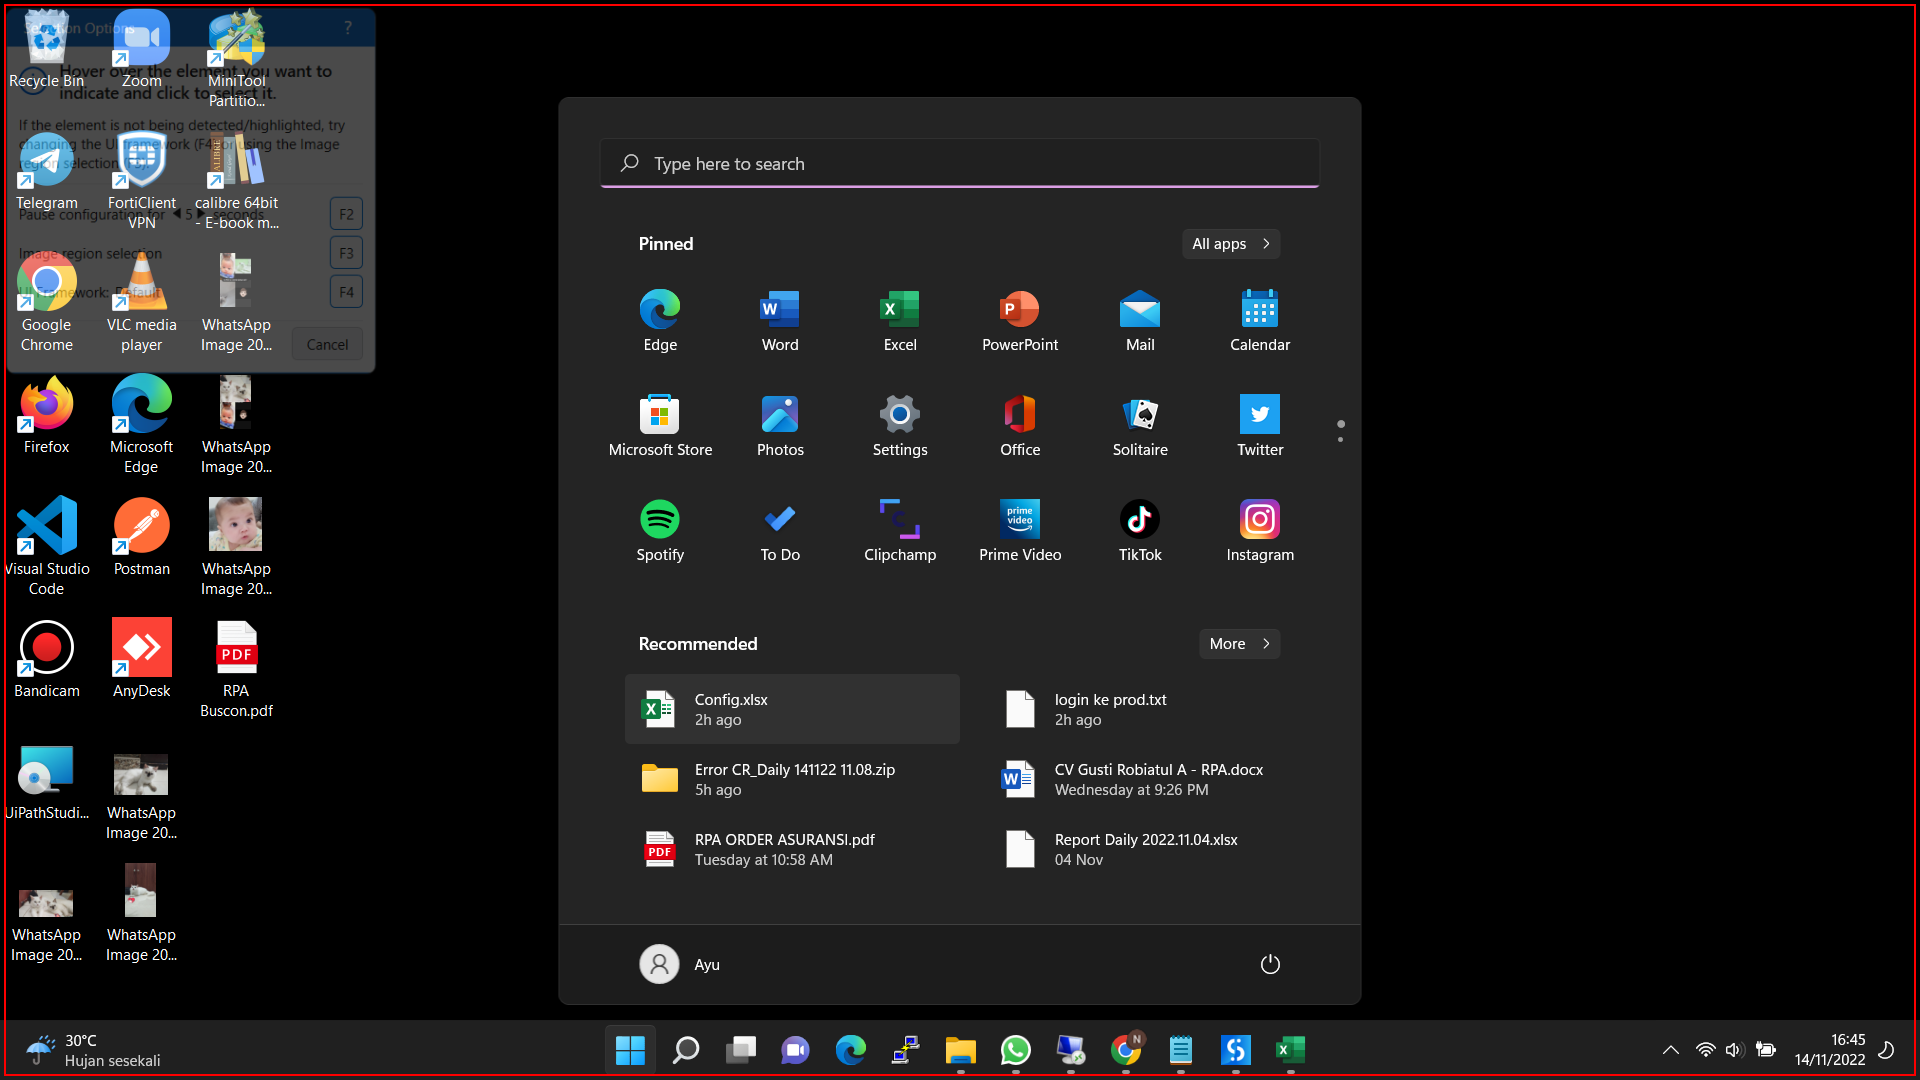 Selection Options
?
Hover over the element you want to
indicate and click to select it.
If the element is not being detected/highlighted, try
changing the UI framework (F4) or using the Image
region selection (F3).
Pause configuration for 5 seconds
F2
Image region selection
F3
UI Framework: Default
F4
Cancel
Recycle Bin
Zoom
MiniTool
Partitio...
Telegram
FortiClient
VPN
calibre 64bit
- E-book m...
Google
Chrome
VLC media
player
WhatsApp
Image 20...
Firefox
Microsoft
Edge
WhatsApp
Image 20...
Visual Studio
Code
Postman
WhatsApp
Image 20...
Bandicam
AnyDesk
PDF
RPA
Buscon.pdf
UiPathStudi...
WhatsApp
Image 20...
WhatsApp
Image 20...
WhatsApp
Image 20...
Type here to search
Pinned
All apps
Edge
Word
Excel
PowerPoint
Mail
Calendar
Microsoft Store
Photos
Settings
Office
Solitaire
Twitter
Spotify
To Do
Clipchamp
prime
video
Prime Video
TikTok
Instagram
Recommended
More
Config.xlsx
2h ago
login ke prod.txt
2h ago
Error CR_Daily 141122 11.08.zip
5h ago
CV Gusti Robiatul A - RPA.docx
Wednesday at 9:26 PM
PDF
RPA ORDER ASURANSI.pdf
Tuesday at 10:58 AM
Report Daily 2022.11.04.xlsx
04 Nov
Ayu
30°C
Hujan sesekali
N
16:45
14/11/2022